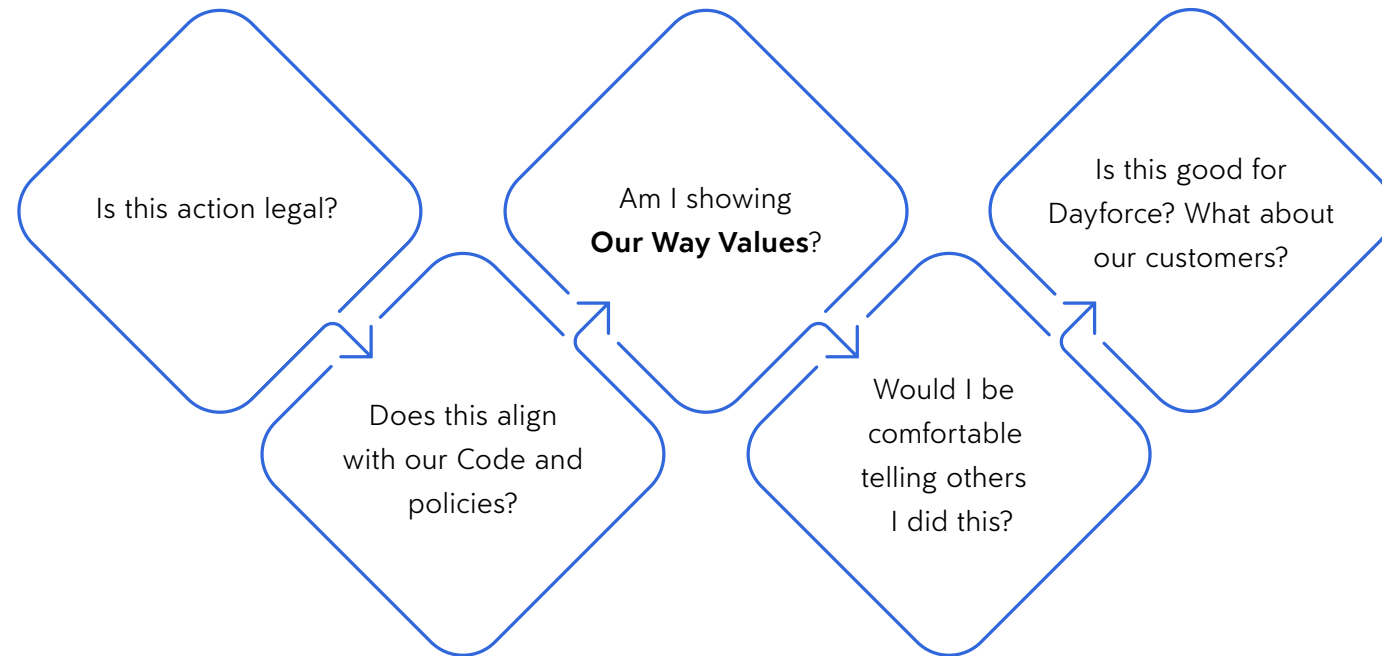 Is this action legal?
Does this align
with our Code and
policies?
Am I showing
Our Way Values?
Would I be
comfortable
telling others
I did this?
Is this good for
Dayforce? What about
our customers?